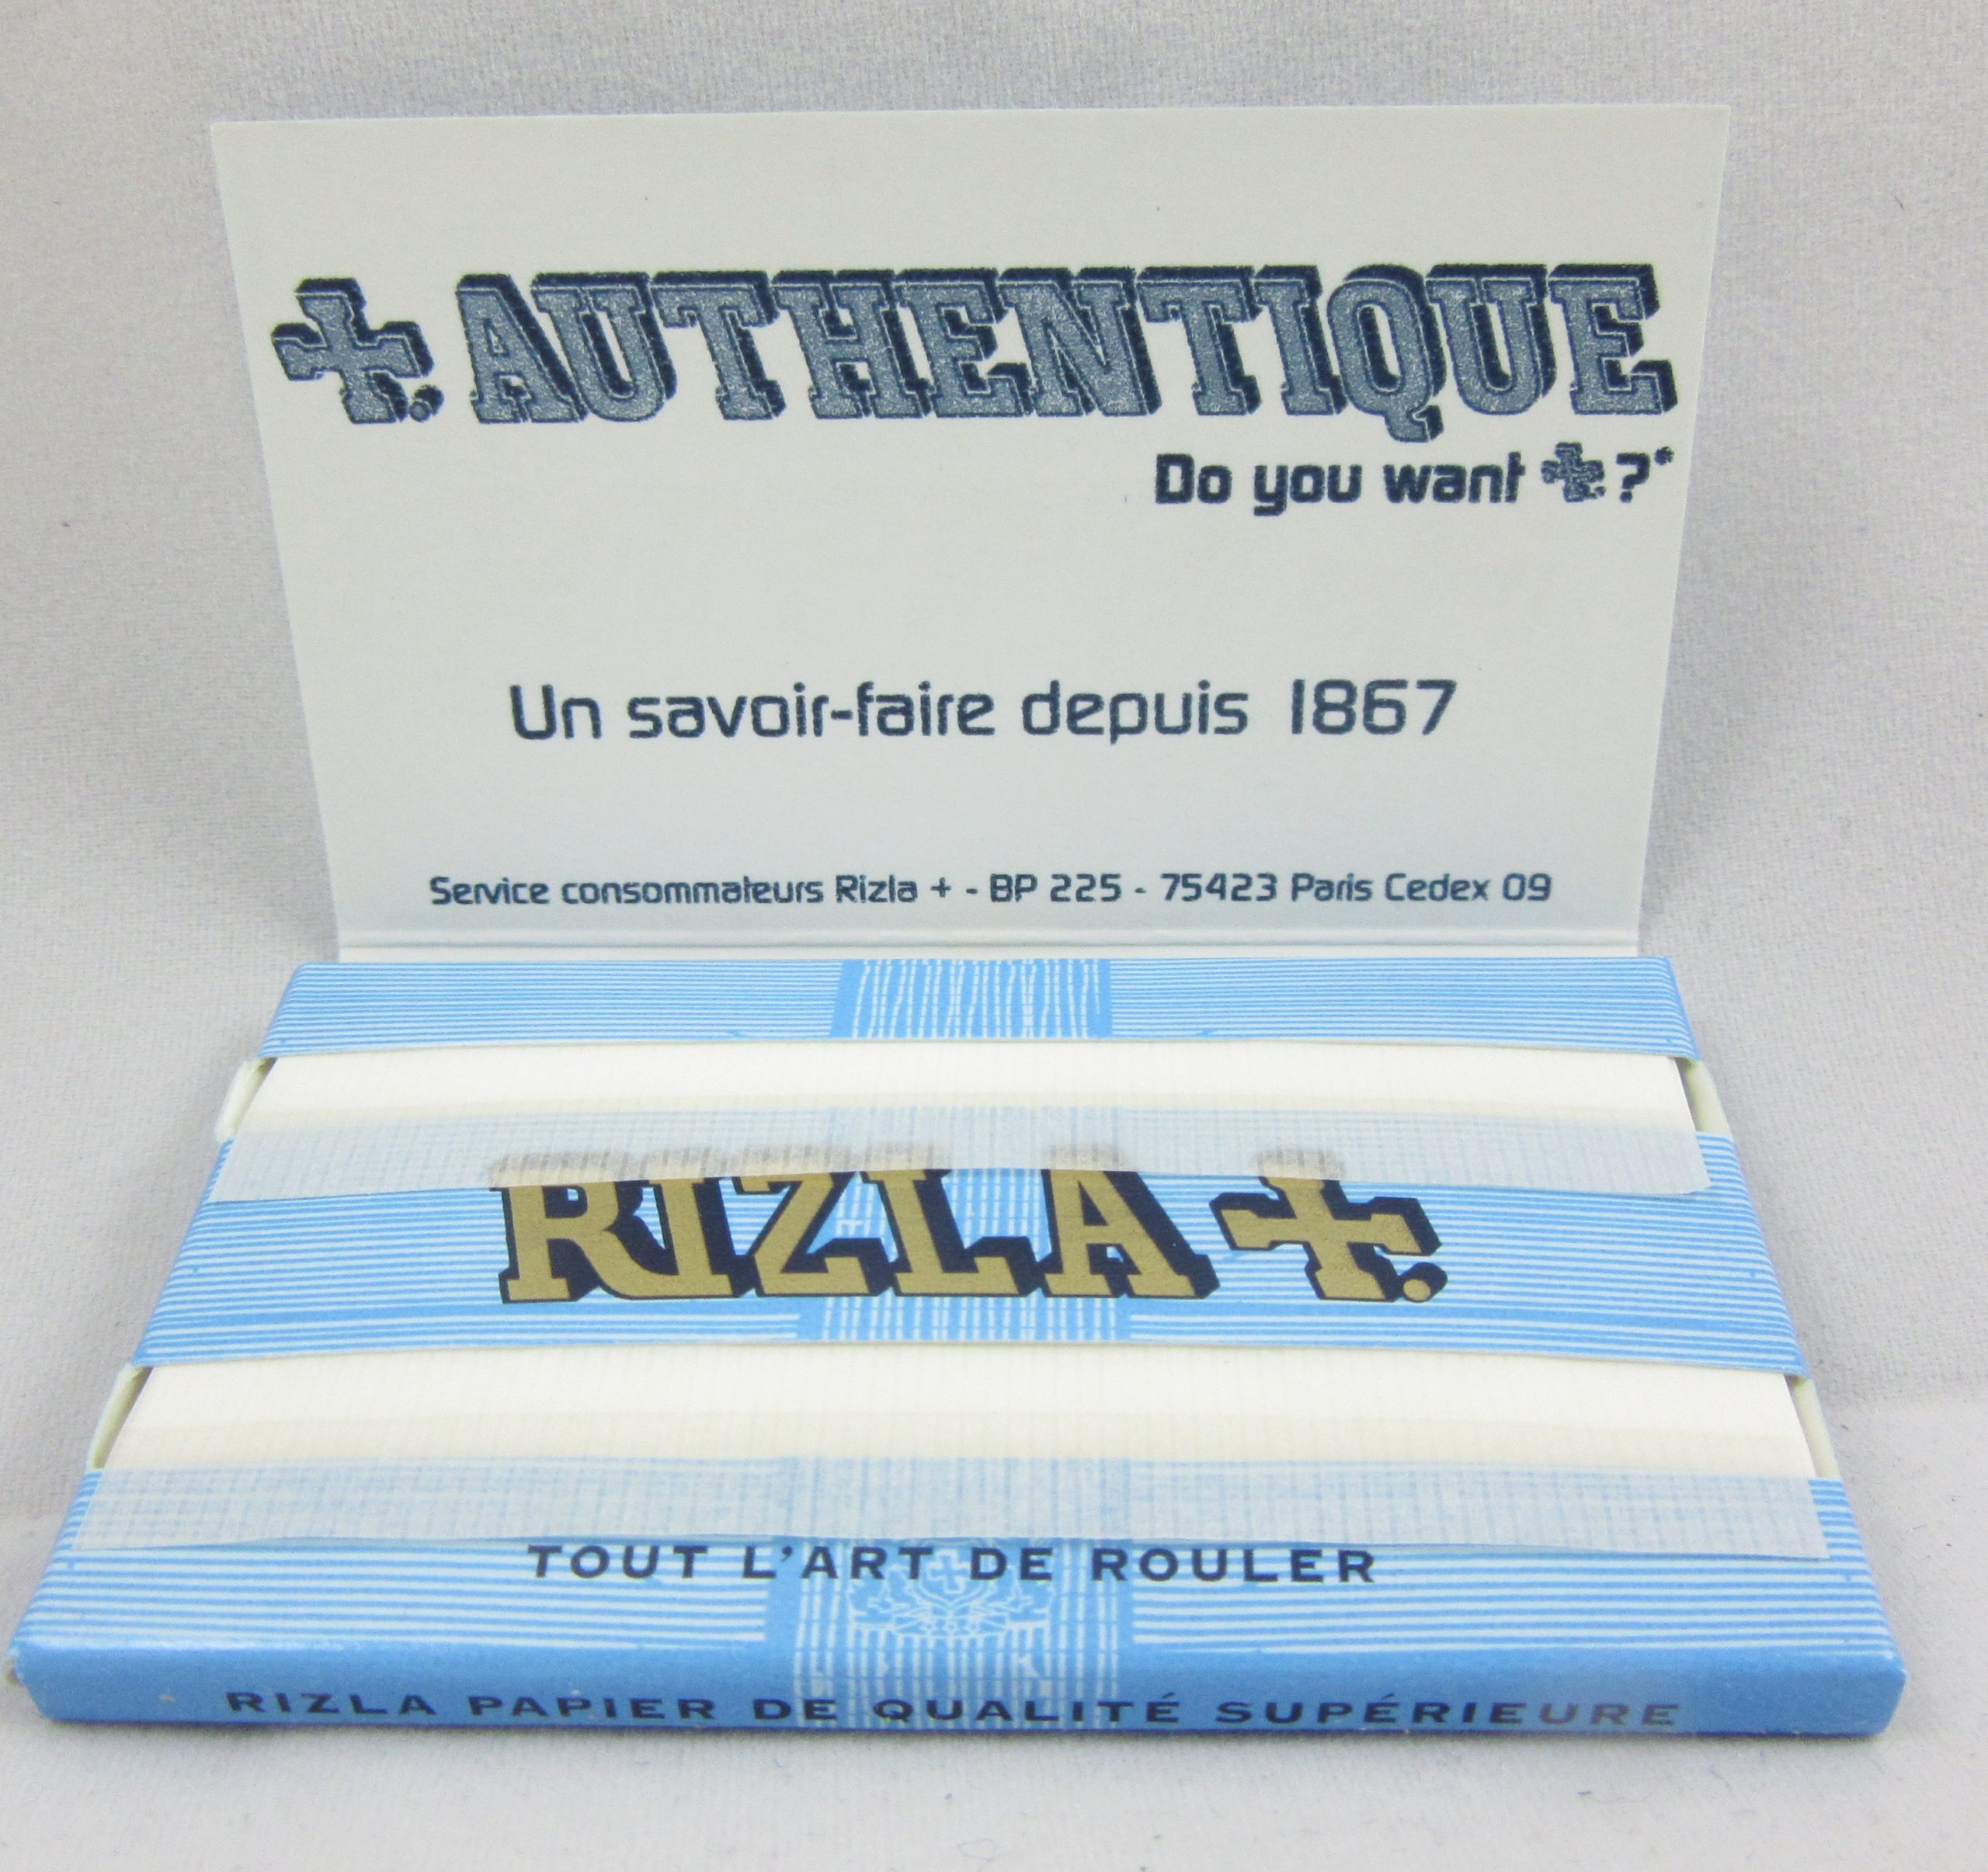 +. AUTHENTIQUE
Do you want +.?*
Un savoir-faire depuis 1867
Service consommateurs Rizla + - BP 225 - 75423 Paris Cedex 09
RIZLA +.
TOUT L'ART DE ROULER
RIZLA PAPIER DE QUALITÉ SUPÉRIEURE